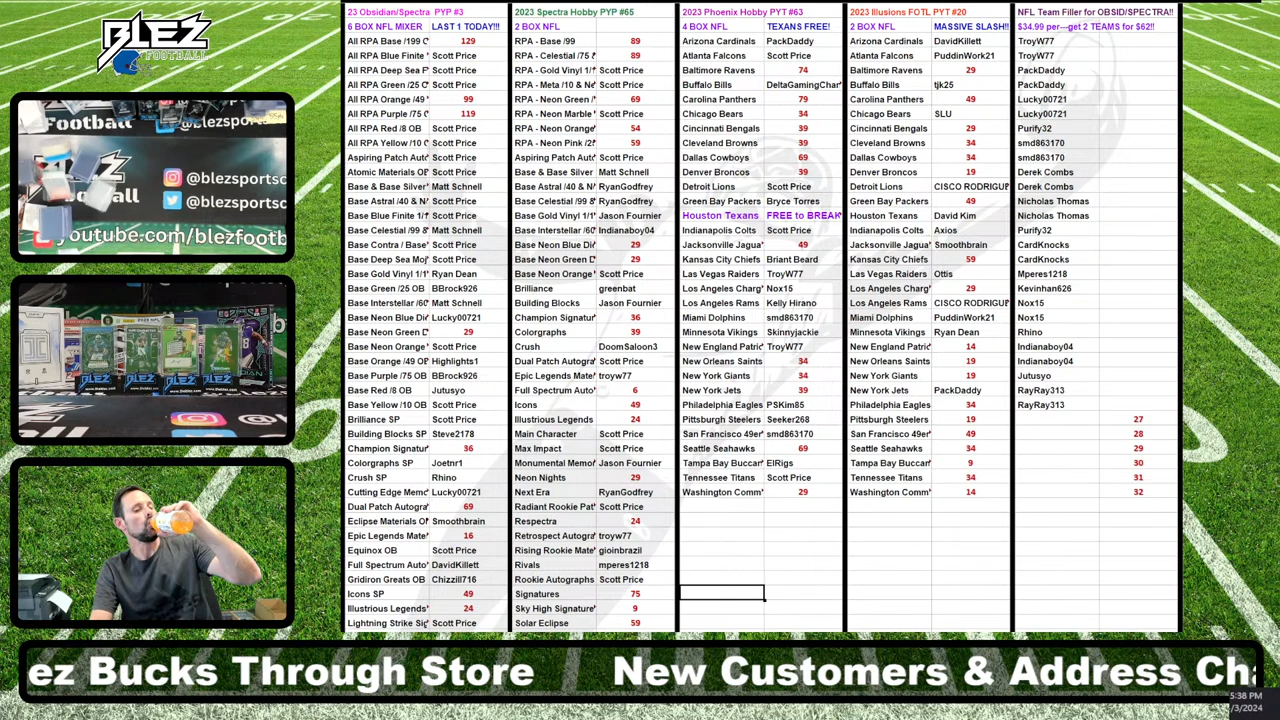 BLEZ
FOOTBALL
Football
@blezsports
@blezsportsc
youtube.com/blezfootb
23 Obsidian/Spectra PYP #3
6 BOX NFL MIXER LAST 1 TODAY!!!
All RPA Base /199 129
All RPA Blue Finite Scott Price
All RPA Deep Sea Scott Price
All RPA Green /25 Scott Price
All RPA Orange /49 99
All RPA Purple /75 119
All RPA Red /8 OB Scott Price
All RPA Yellow /10 Scott Price
Aspiring Patch Scott Price
Atomic Materials Scott Price
Base & Base Silver Matt Schnell
Base Astral /40 & Scott Price
Base Blue Finite Scott Price
Base Celestial /99 Matt Schnell
Base Contra / Base Scott Price
Base Deep Sea Scott Price
Base Gold Vinyl 1/1 Ryan Dean
Base Green /25 OB BBrock926
Base Interstellar Matt Schnell
Base Neon Blue Lucky00721
Base Neon Green 29
Base Neon Orange Scott Price
Base Orange /49 Highlights1
Base Purple /75 OB BBrock926
Base Red /8 OB Jutusyo
Base Yellow /10 OB Scott Price
Brilliance SP Scott Price
Building Blocks SP Steve2178
Champion 36
Colorgraphs SP Joetnr1
Crush SP Rhino
Cutting Edge Lucky00721
Dual Patch 69
Eclipse Materials Smoothbrain
Epic Legends 16
Equinox OB Scott Price
Full Spectrum DavidKillett
Gridiron Greats OB Chizzill716
Icons SP 49
Illustrious Legends 24
Lightning Strike Scott Price
2023 Spectra Hobby PYP #65
2 BOX NFL
RPA - Base /99 89
RPA - Celestial /75 89
RPA - Gold Vinyl Scott Price
RPA - Meta /10 & Scott Price
RPA - Neon Green 69
RPA - Neon Marble Scott Price
RPA - Neon Orange 54
RPA - Neon Pink 59
Aspiring Patch Scott Price
Base & Base Silver Matt Schnell
Base Astral /40 & RyanGodfrey
Base Celestial /99 RyanGodfrey
Base Gold Vinyl 1/1 Jason Fournier
Base Interstellar Indianaboy04
Base Neon Blue 29
Base Neon Green 29
Base Neon Orange Scott Price
Brilliance greenbat
Building Blocks Jason Fournier
Champion 36
Colorgraphs 39
Crush DoomSaloon3
Dual Patch Scott Price
Epic Legends troyw77
Full Spectrum 6
Icons 49
Illustrious Legends 24
Main Character Scott Price
Max Impact Scott Price
Monumental Jason Fournier
Neon Nights 29
Next Era RyanGodfrey
Radiant Rookie Scott Price
Respectra 24
Retrospect troyw77
Rising Rookie gioinbrazil
Rivals mperes1218
Rookie Autographs Scott Price
Signatures 75
Sky High 9
Solar Eclipse 59
2023 Phoenix Hobby PYT #63
4 BOX NFL TEXANS FREE!
Arizona Cardinals PackDaddy
Atlanta Falcons Scott Price
Baltimore Ravens 74
Buffalo Bills DeltaGamingChar
Carolina Panthers 79
Chicago Bears 34
Cincinnati Bengals 39
Cleveland Browns 39
Dallas Cowboys 69
Denver Broncos 39
Detroit Lions Scott Price
Green Bay Packers Bryce Torres
Houston Texans FREE to BREAK
Indianapolis Colts Scott Price
Jacksonville Jagua 49
Kansas City Chiefs Briant Beard
Las Vegas Raiders TroyW77
Los Angeles Charg Nox15
Los Angeles Rams Kelly Hirano
Miami Dolphins smd863170
Minnesota Vikings Skinnyjackie
New England Patric TroyW77
New Orleans Saints 34
New York Giants 34
New York Jets 39
Philadelphia Eagles PSKim85
Pittsburgh Steelers Seeker268
San Francisco 49er smd863170
Seattle Seahawks 69
Tampa Bay Buccan ElRigs
Tennessee Titans Scott Price
Washington Comm 29
2023 Illusions FOTL PYT #20
2 BOX NFL MASSIVE SLASH!!
Arizona Cardinals DavidKillett
Atlanta Falcons PuddinWork21
Baltimore Ravens 29
Buffalo Bills tjk25
Carolina Panthers 49
Chicago Bears SLU
Cincinnati Bengals 29
Cleveland Browns 34
Dallas Cowboys 34
Denver Broncos 19
Detroit Lions CISCO RODRIGU
Green Bay Packers 49
Houston Texans David Kim
Indianapolis Colts Axios
Jacksonville Jagua Smoothbrain
Kansas City Chiefs 59
Las Vegas Raiders Ottis
Los Angeles Charg 29
Los Angeles Rams CISCO RODRIGU
Miami Dolphins PuddinWork21
Minnesota Vikings Ryan Dean
New England Patric 14
New Orleans Saints 19
New York Giants 19
New York Jets PackDaddy
Philadelphia Eagles 34
Pittsburgh Steelers 19
San Francisco 49er 49
Seattle Seahawks 34
Tampa Bay Buccan 9
Tennessee Titans 34
Washington Comm 14
NFL Team Filler for OBSID/SPECTRA!!
$34.99 per---get 2 TEAMS for $62!!
TroyW77
TroyW77
PackDaddy
PackDaddy
Lucky00721
Lucky00721
Purify32
smd863170
smd863170
Derek Combs
Derek Combs
Nicholas Thomas
Nicholas Thomas
Purify32
CardKnocks
CardKnocks
Mperes1218
Kevinhan626
Nox15
Nox15
Rhino
Indianaboy04
Indianaboy04
Jutusyo
RayRay313
RayRay313
27
28
29
30
31
32
ez Bucks Through Store New Customers & Address Cha
5:38 PM
/3/2024